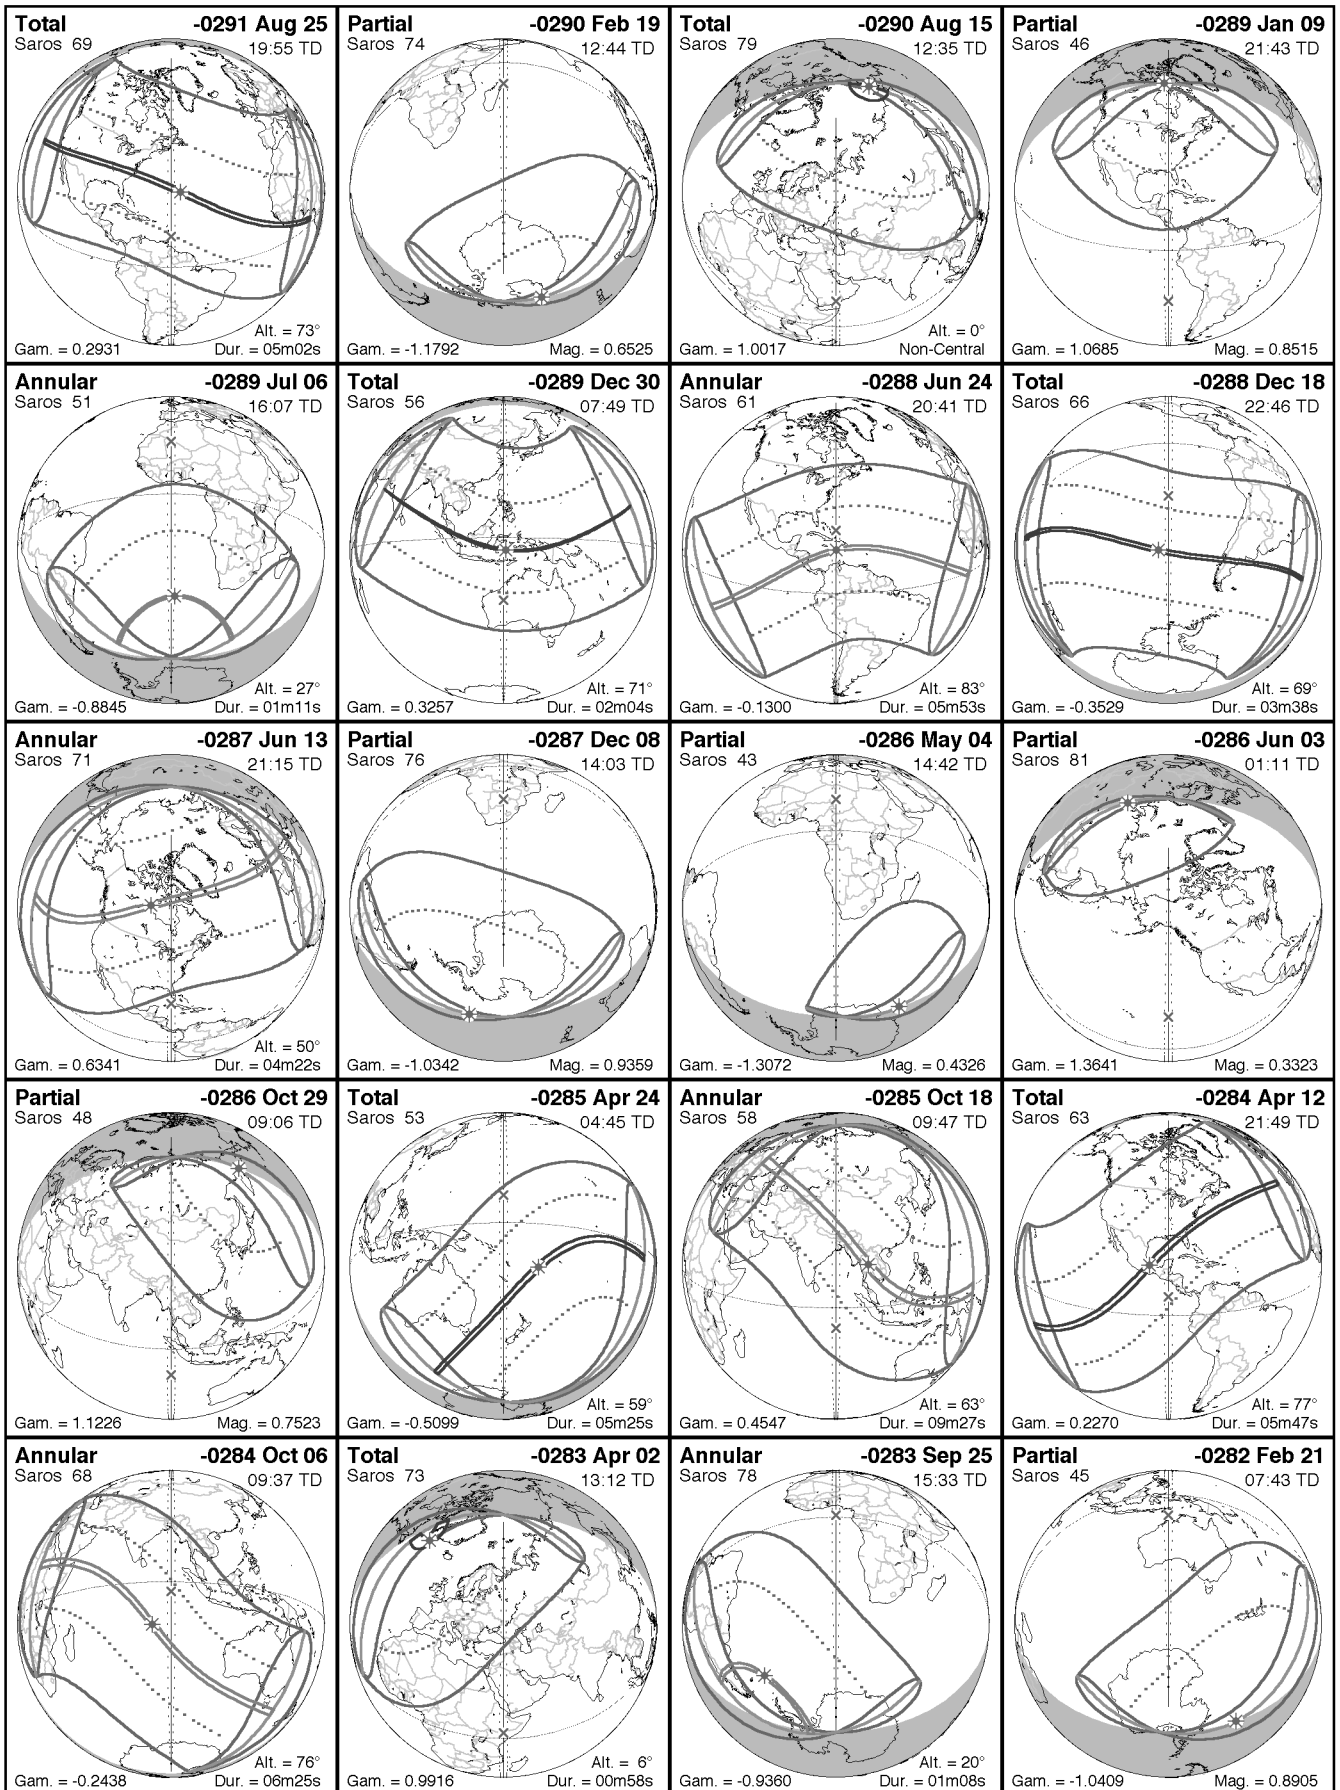 Total -0291 Aug 25
Saros 69 19:55 TD
Alt. = 73°
Gam. = 0.2931 Dur. = 05m02s
Partial -0290 Feb 19
Saros 74 12:44 TD
Gam. = -1.1792 Mag. = 0.6525
Total -0290 Aug 15
Saros 79 12:35 TD
Alt. = 0°
Gam. = 1.0017 Non-Central
Partial -0289 Jan 09
Saros 46 21:43 TD
Gam. = 1.0685 Mag. = 0.8515
Annular -0289 Jul 06
Saros 51 16:07 TD
Alt. = 27°
Gam. = -0.8845 Dur. = 01m11s
Total -0289 Dec 30
Saros 56 07:49 TD
Alt. = 71°
Gam. = 0.3257 Dur. = 02m04s
Annular -0288 Jun 24
Saros 61 20:41 TD
Alt. = 83°
Gam. = -0.1300 Dur. = 05m53s
Total -0288 Dec 18
Saros 66 22:46 TD
Alt. = 69°
Gam. = -0.3529 Dur. = 03m38s
Annular -0287 Jun 13
Saros 71 21:15 TD
Alt. = 50°
Gam. = 0.6341 Dur. = 04m22s
Partial -0287 Dec 08
Saros 76 14:03 TD
Gam. = -1.0342 Mag. = 0.9359
Partial -0286 May 04
Saros 43 14:42 TD
Gam. = -1.3072 Mag. = 0.4326
Partial -0286 Jun 03
Saros 81 01:11 TD
Gam. = 1.3641 Mag. = 0.3323
Partial -0286 Oct 29
Saros 48 09:06 TD
Gam. = 1.1226 Mag. = 0.7523
Total -0285 Apr 24
Saros 53 04:45 TD
Alt. = 59°
Gam. = -0.5099 Dur. = 05m25s
Annular -0285 Oct 18
Saros 58 09:47 TD
Alt. = 63°
Gam. = 0.4547 Dur. = 09m27s
Total -0284 Apr 12
Saros 63 21:49 TD
Alt. = 77°
Gam. = 0.2270 Dur. = 05m47s
Annular -0284 Oct 06
Saros 68 09:37 TD
Alt. = 76°
Gam. = -0.2438 Dur. = 06m25s
Total -0283 Apr 02
Saros 73 13:12 TD
Alt. = 6°
Gam. = 0.9916 Dur. = 00m58s
Annular -0283 Sep 25
Saros 78 15:33 TD
Alt. = 20°
Gam. = -0.9360 Dur. = 01m08s
Partial -0282 Feb 21
Saros 45 07:43 TD
Gam. = -1.0409 Mag. = 0.8905